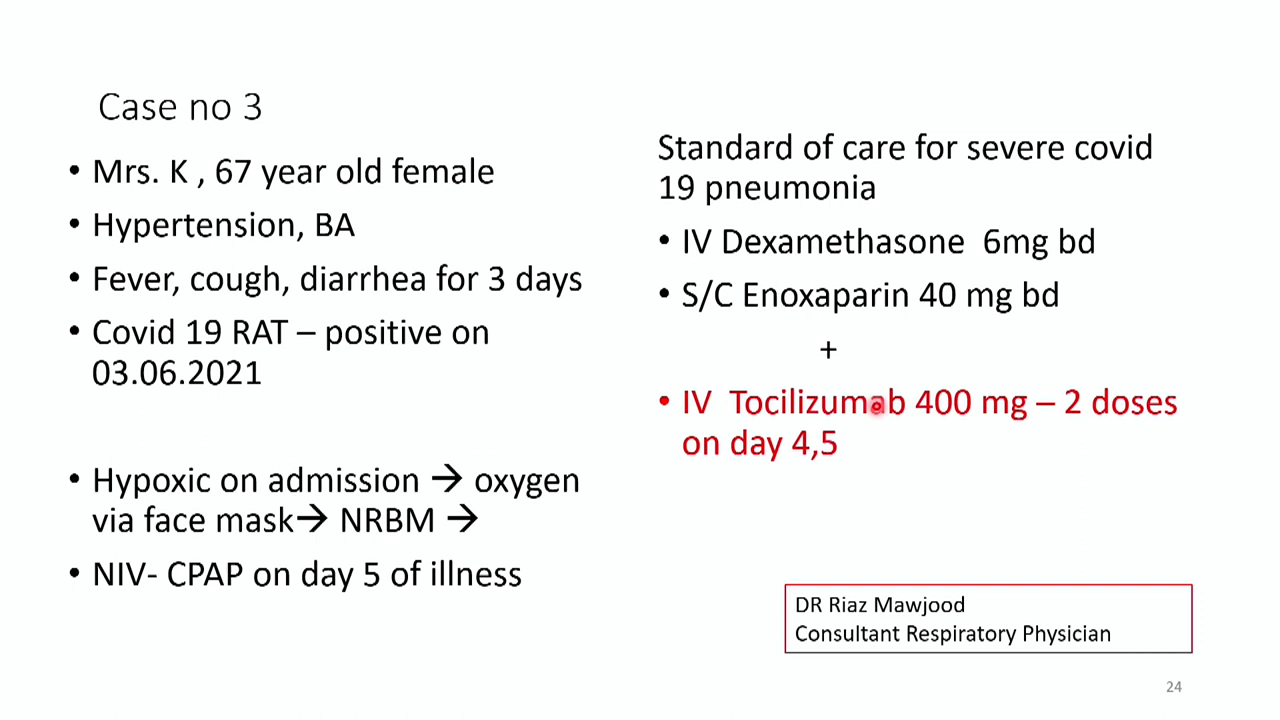 Case no 3
• Mrs. K , 67 year old female
• Hypertension, BA
• Fever, cough, diarrhea for 3 days
• Covid 19 RAT – positive on
03.06.2021
• Hypoxic on admission → oxygen
via face mask→ NRBM →
• NIV- CPAP on day 5 of illness
Standard of care for severe covid
19 pneumonia
• IV Dexamethasone 6mg bd
• S/C Enoxaparin 40 mg bd
+
• IV Tocilizumab 400 mg – 2 doses
on day 4,5
DR Riaz Mawjood
Consultant Respiratory Physician
24